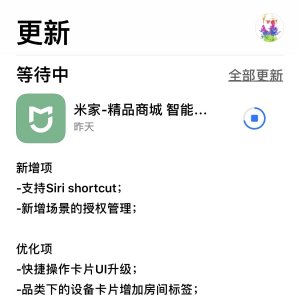 更新
等待中
全部更新
米家-精品商城 智能...
昨天
新增项
-支持Siri shortcut；
-新增场景的授权管理；
优化项
-快捷操作卡片UI升级；
-品类下的设备卡片增加房间标签；